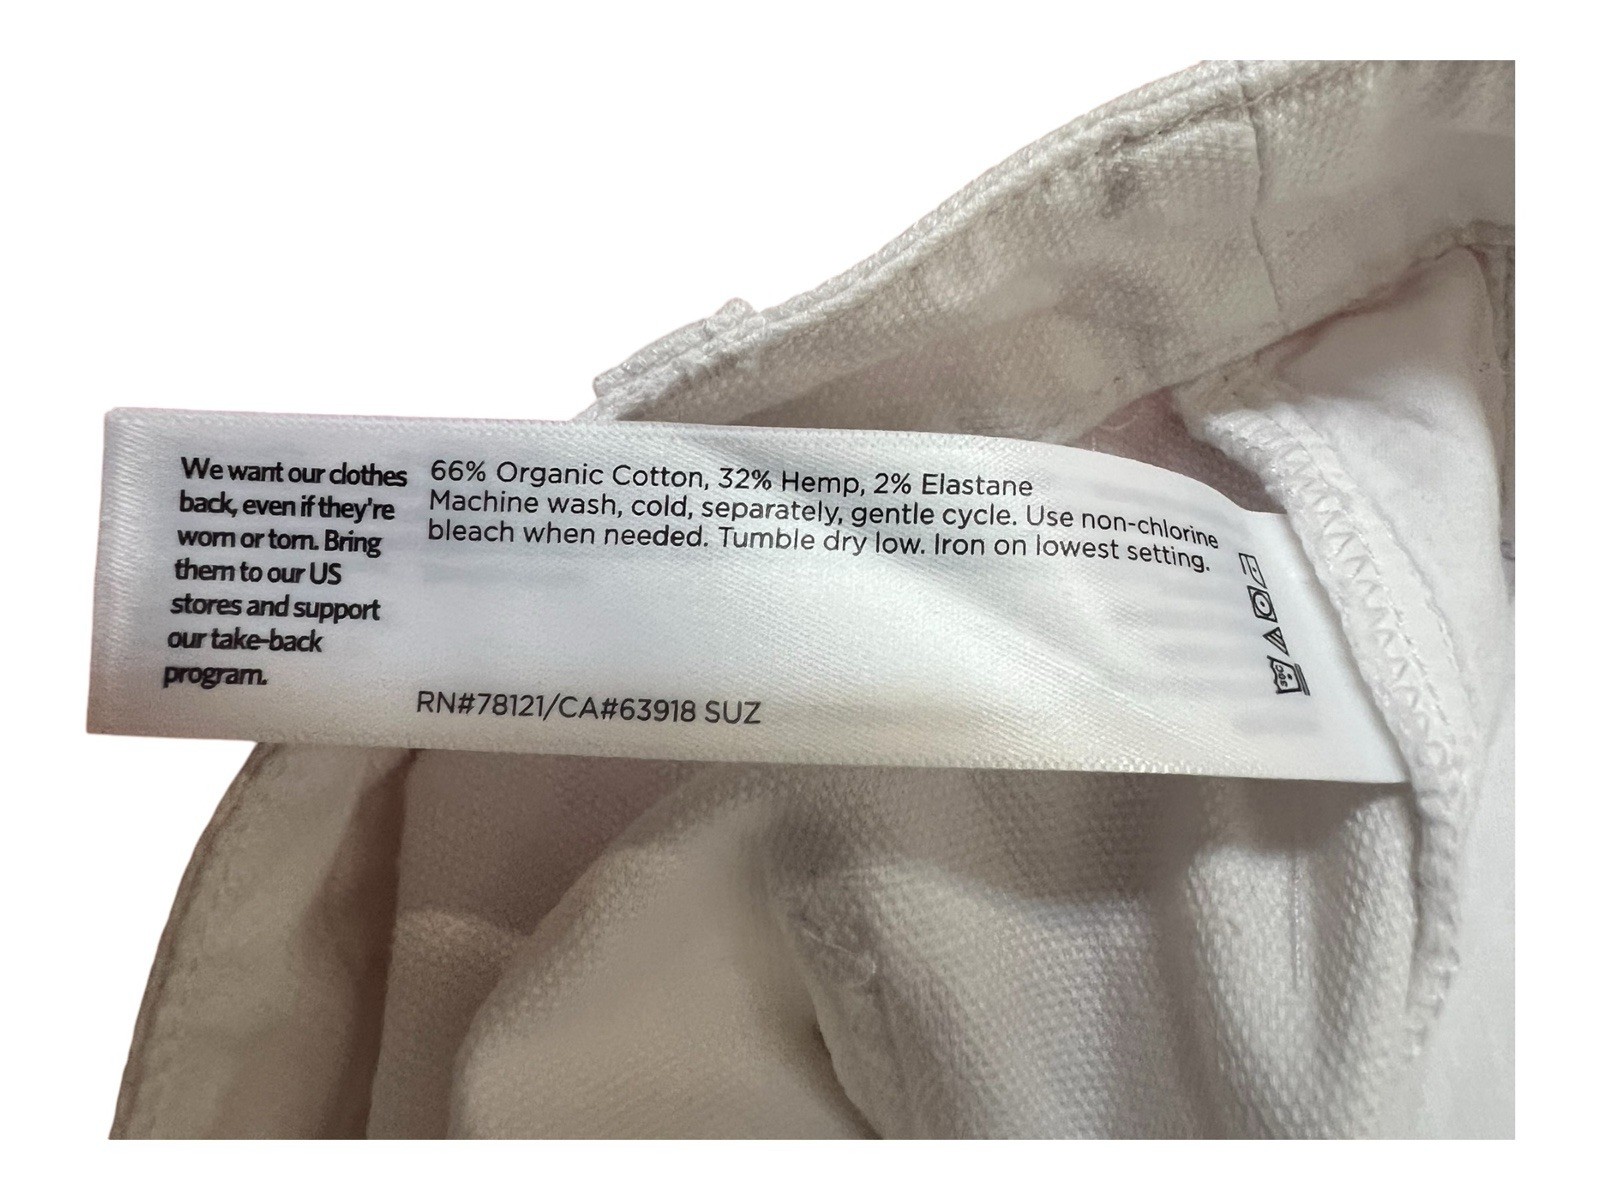 We want our clothes
back, even if they're
worn or torn. Bring
them to our US
stores and support
our take-back
program.
66% Organic Cotton, 32% Hemp, 2% Elastane
Machine wash, cold, separately, gentle cycle. Use non-chlorine
bleach when needed. Tumble dry low. Iron on lowest setting.
RN#78121/CA#63918 SUZ
30C